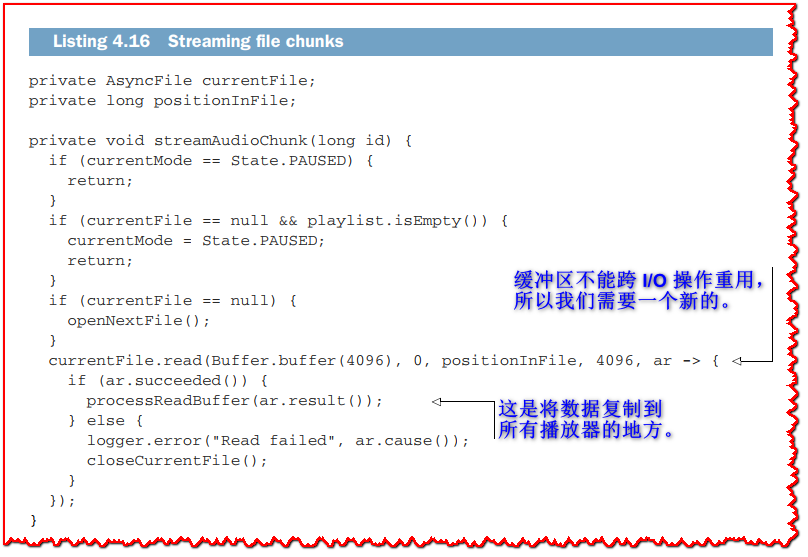 Listing 4.16 Streaming file chunks
private AsyncFile currentFile;
private long positionInFile;
private void streamAudioChunk(long id) {
if (currentMode == State.PAUSED) {
return;
}
if (currentFile == null && playlist.isEmpty()) {
currentMode = State.PAUSED;
return;
}
if (currentFile == null) {
openNextFile();
}
缓冲区不能跨 I/O 操作重用,
所以我们需要一个新的。
currentFile.read(Buffer.buffer(4096), 0, positionInFile, 4096, ar -> {
if (ar.succeeded()) {
processReadBuffer(ar.result());
这是将数据复制到
所有播放器的地方。
} else {
logger.error("Read failed", ar.cause());
closeCurrentFile();
}
});
}